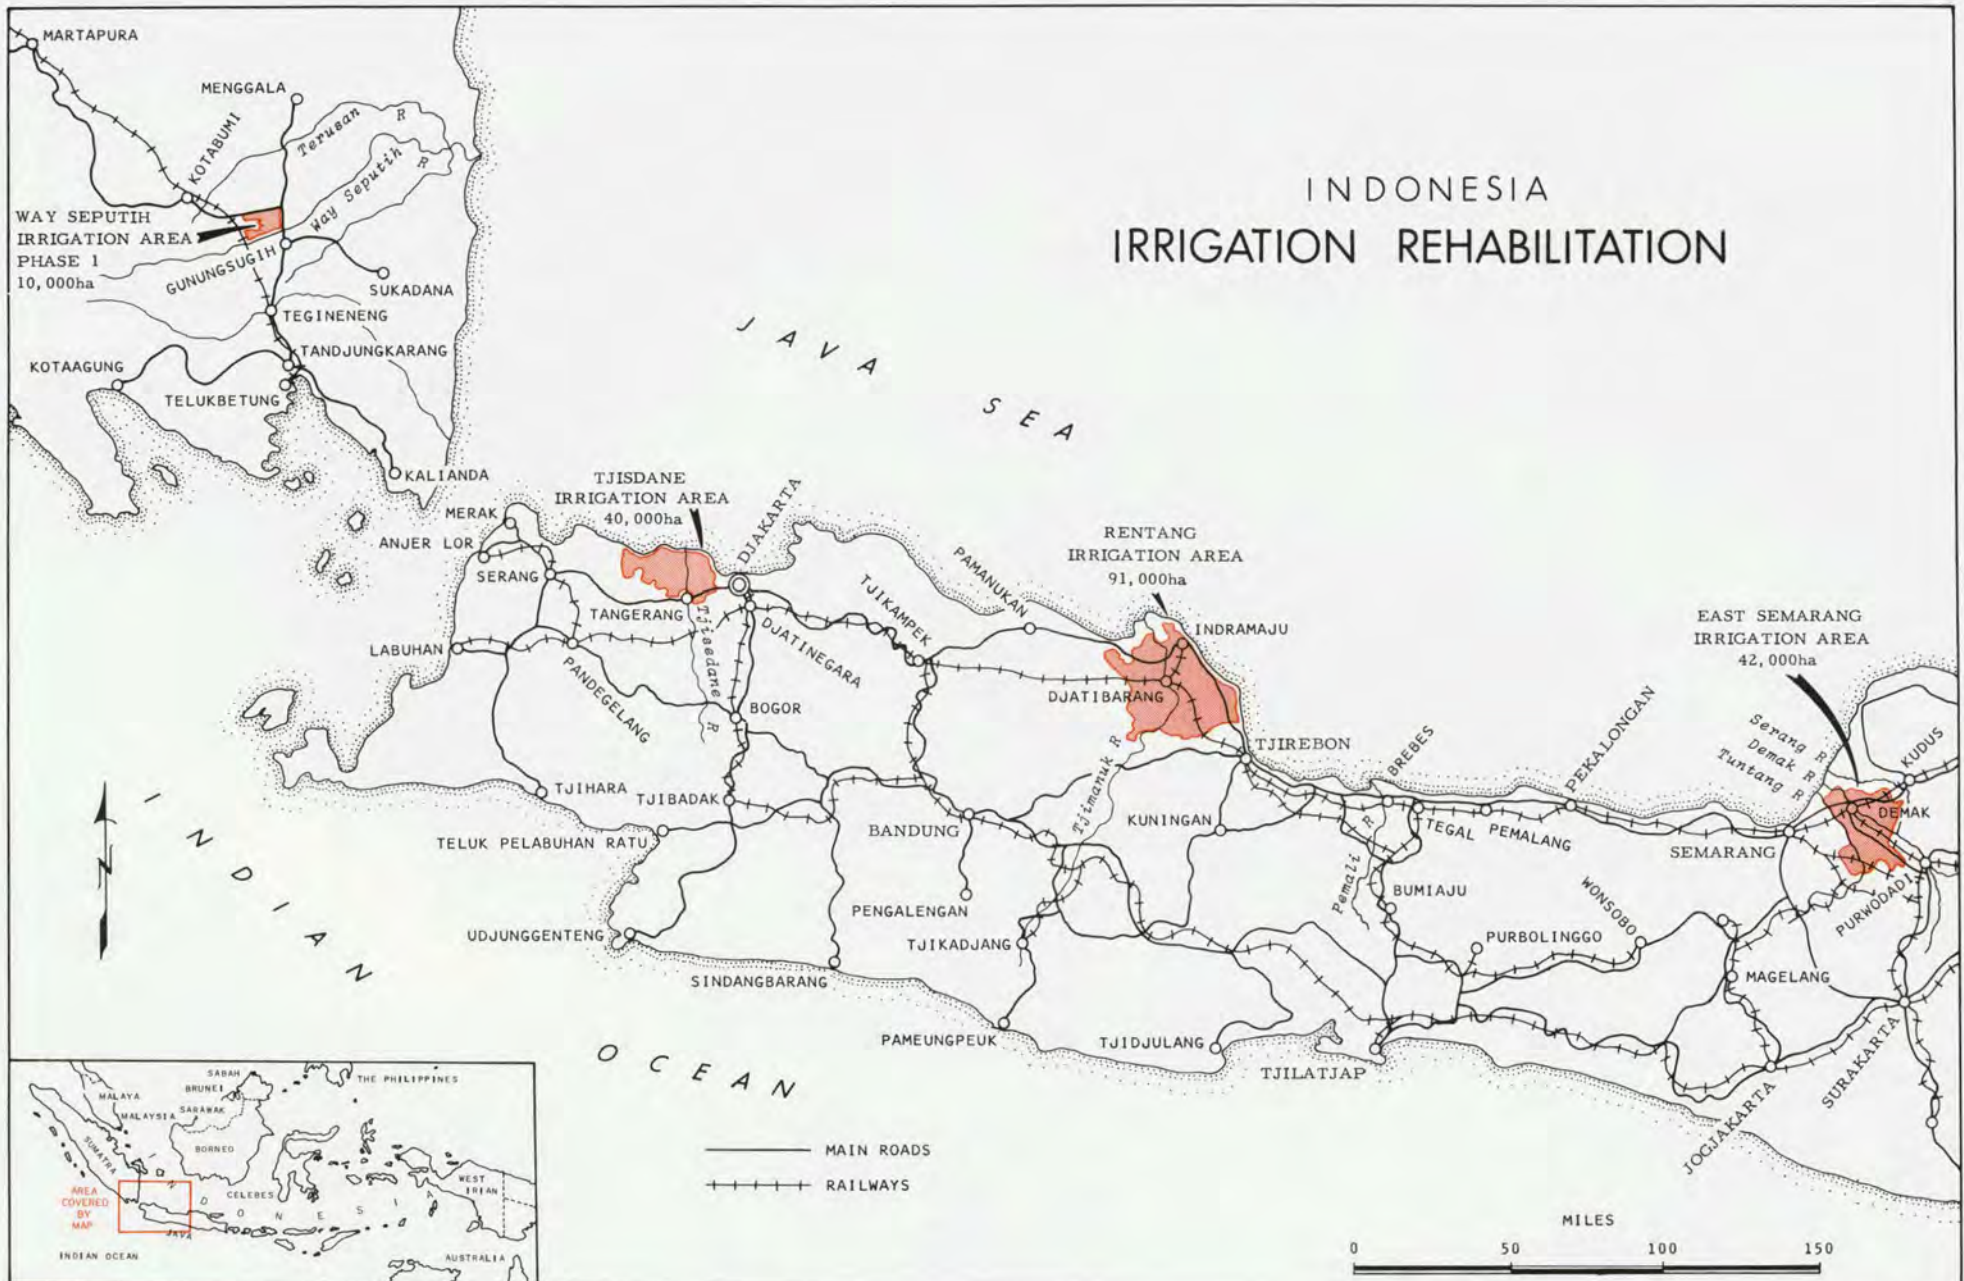 INDONESIA
IRRIGATION REHABILITATION
MARTAPURA
MENGGALA
KOTABUMI
Terusan R
Way Seputih R
WAY SEPUTIH
IRRIGATION AREA
PHASE 1
10,000ha
GUNUNGSUGIH
SUKADANA
TEGINENENG
TANDJUNGKARANG
KOTAAGUNG
TELUKBETUNG
KALIANDA
JAVA SEA
MERAK
ANJER LOR
SERANG
TJISDANE
IRRIGATION AREA
40,000ha
DJAKARTA
TANGERANG
Tjisedane R
DJATINEGARA
LABUHAN
PANDEGELANG
BOGOR
TJIKAMPEK
PAMANUKAN
RENTANG
IRRIGATION AREA
91,000ha
INDRAMAJU
DJATIBARANG
TJIREBON
Tjimanuk R
BREBES
PEKALONGAN
EAST SEMARANG
IRRIGATION AREA
42,000ha
Serang R
Demak R
Tuntang R
KUDUS
DEMAK
TJIHARA
TJIBADAK
TELUK PELABUHAN RATU
BANDUNG
KUNINGAN
TEGAL
PEMALANG
SEMARANG
Pemali R
BUMIAJU
WONSOBO
PURWODADI
PENGALENGAN
UDJUNGGENTENG
TJIKADJANG
PURBOLINGGO
MAGELANG
SINDANGBARANG
PAMEUNGPEUK
TJIDJULANG
TJILATJAP
JOGJAKARTA
SURAKARTA
INDIAN OCEAN
N
MAIN ROADS
RAILWAYS
MILES
0 50 100 150
SABAH
BRUNEI
THE PHILIPPINES
MALAYA
MALAYSIA
SARAWAK
SUMATRA
BORNEO
CELEBES
WEST
IRIAN
INDONESIA
AREA
COVERED
BY
MAP
JAVA
INDIAN OCEAN
AUSTRALIA